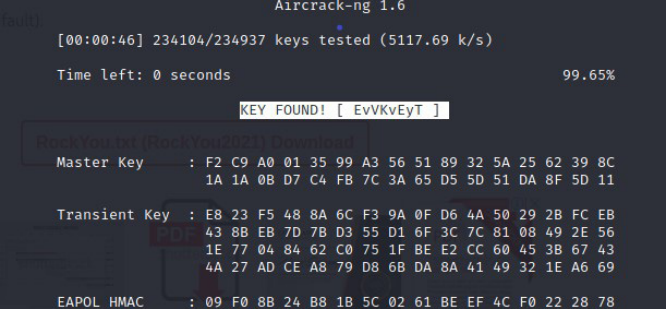 fault).
Aircrack-ng 1.6
[00:00:46] 234104/234937 keys tested (5117.69 k/s)
Time left: 0 seconds 99.65%
KEY FOUND! [ EvVKvEyT ]
RockYou.txt (RockYou2021) Download
Master Key : F2 C9 A0 01 35 99 A3 56 51 89 32 5A 25 62 39 8C
1A 1A 0B D7 C4 FB 7C 3A 65 D5 5D 51 DA 8F 5D 11
Transient Key : E8 23 F5 48 8A 6C F3 9A 0F D6 4A 50 29 2B FC EB
43 8B EB 7D 7B D3 55 D1 6F 3C 7C 81 08 49 2E 56
PDF
1E 77 04 84 62 C0 75 1F BE E2 CC 60 45 3B 67 43
4A 27 AD CE A8 79 D8 6B DA 8A 41 49 32 1E A6 69
EAPOL HMAC : 09 F0 8B 24 B8 1B 5C 02 61 BE EF 4C F0 22 28 78